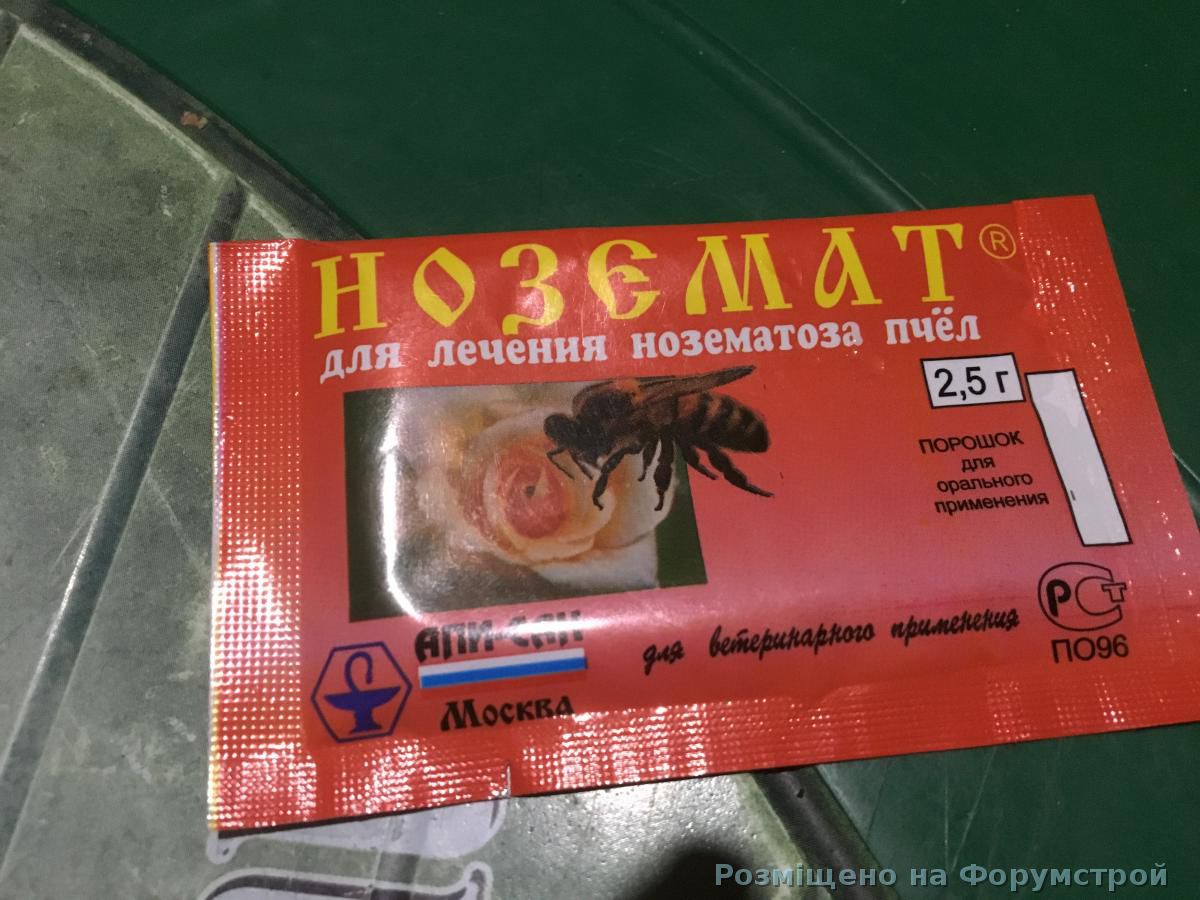 НОЗЕМАТ®
для лечения нозематоза пчёл
2,5 г
ПОРОШОК
для
орального
применения
АПИ-САН
Москва
для ветеринарного применения
РСТ
ПО96
Розміщено на Форумстрой